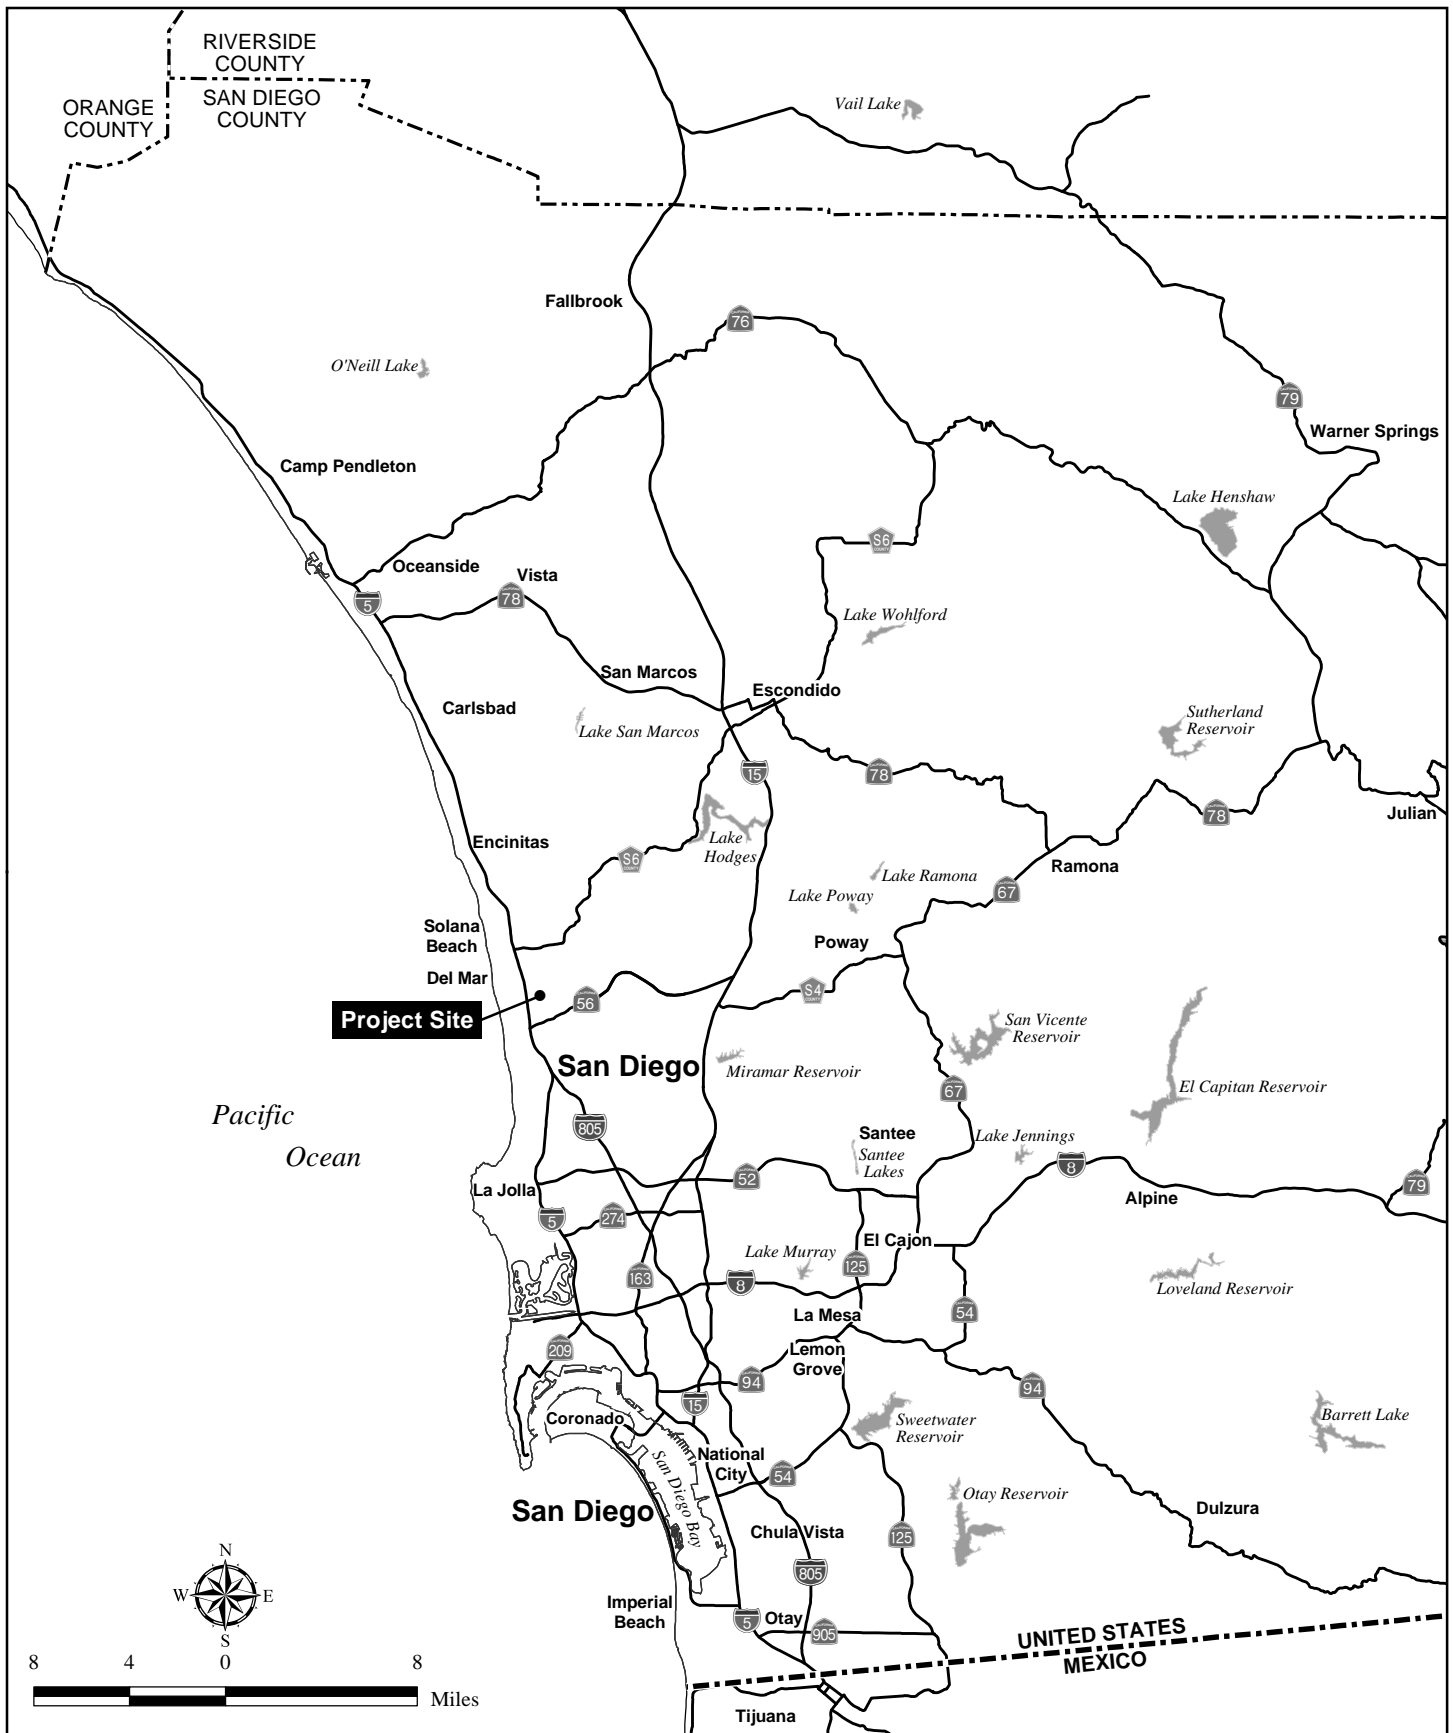 RIVERSIDE
COUNTY
ORANGE
COUNTY
SAN DIEGO
COUNTY
Vail Lake
Fallbrook
76
O'Neill Lake
79
Warner Springs
Camp Pendleton
Lake Henshaw
S6
COUNTY
Oceanside
Vista
5
78
Lake Wohlford
San Marcos
Escondido
Carlsbad
Lake San Marcos
Sutherland
Reservoir
15
78
78
Julian
Encinitas
Lake
Hodges
S6
COUNTY
Ramona
Lake Ramona
67
Lake Poway
Solana
Beach
Poway
Del Mar
56
S4
COUNTY
Project Site
San Vicente
Reservoir
San Diego
Miramar Reservoir
67
El Capitan Reservoir
Pacific
Ocean
805
Santee
Santee
Lakes
Lake Jennings
8
52
79
La Jolla
Alpine
5
274
El Cajon
Lake Murray
125
163
8
Loveland Reservoir
54
La Mesa
209
Lemon
Grove
94
94
15
Coronado
Sweetwater
Reservoir
Barrett Lake
National
City
54
San Diego Bay
Otay Reservoir
San Diego
Dulzura
Chula Vista
125
805
N
W
E
S
Imperial
Beach
5
Otay
905
UNITED STATES
MEXICO
8
4
0
8
Miles
Tijuana